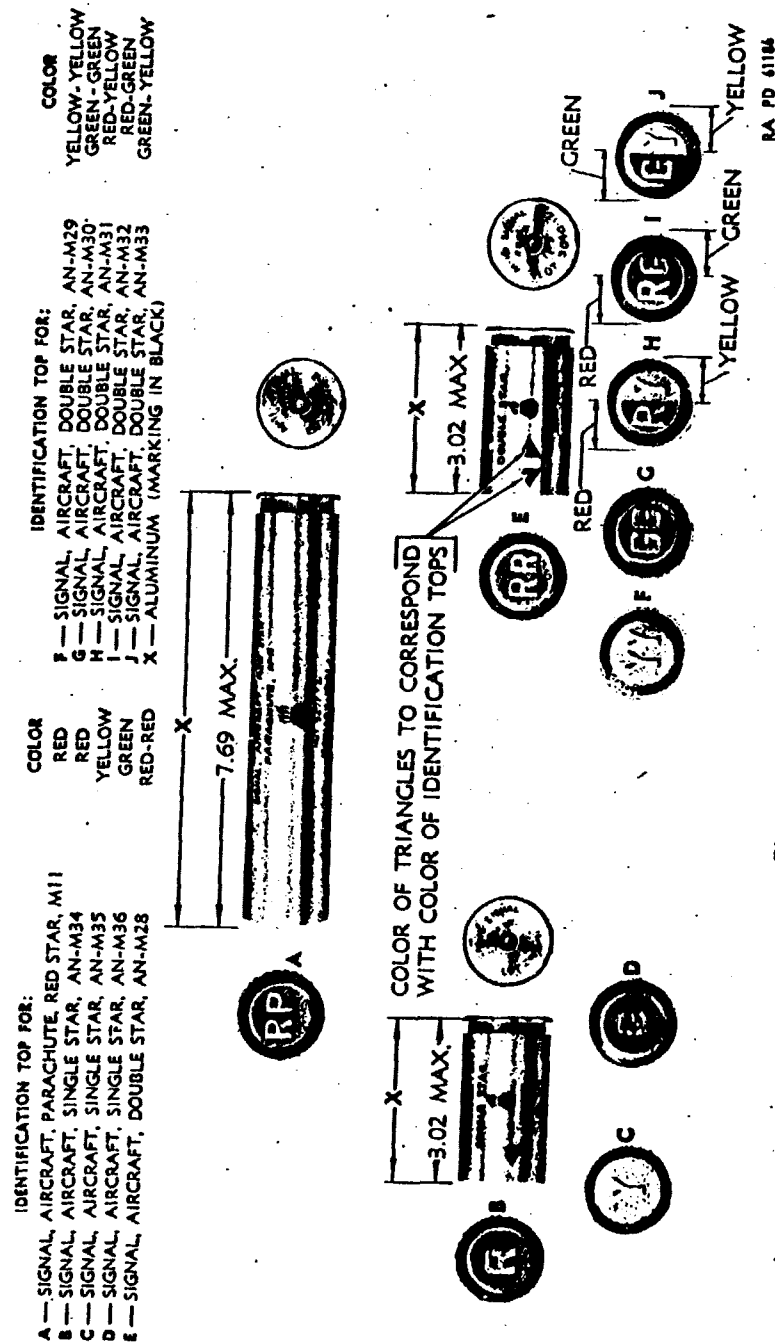 IDENTIFICATION TOP FOR:
COLOR
A — SIGNAL, AIRCRAFT, PARACHUTE, RED STAR, M11
RED
B — SIGNAL, AIRCRAFT, SINGLE STAR, AN-M34
RED
C — SIGNAL, AIRCRAFT, SINGLE STAR, AN-M35
YELLOW
D — SIGNAL, AIRCRAFT, SINGLE STAR, AN-M36
GREEN
E — SIGNAL, AIRCRAFT, DOUBLE STAR, AN-M28
RED-RED
IDENTIFICATION TOP FOR:
COLOR
F — SIGNAL, AIRCRAFT, DOUBLE STAR, AN-M29
YELLOW-YELLOW
G — SIGNAL, AIRCRAFT, DOUBLE STAR, AN-M30
GREEN-GREEN
H — SIGNAL, AIRCRAFT, DOUBLE STAR, AN-M31
RED-YELLOW
I — SIGNAL, AIRCRAFT, DOUBLE STAR, AN-M32
RED-GREEN
J — SIGNAL, AIRCRAFT, DOUBLE STAR, AN-M33
GREEN-YELLOW
X — ALUMINUM (MARKING IN BLACK)
X
7.69 MAX.
RP
A
COLOR OF TRIANGLES TO CORRESPOND
WITH COLOR OF IDENTIFICATION TOPS
X
3.02 MAX.
R
B
SINGLE STAR
X
3.02 MAX
RR
E
DOUBLE STAR
Y
C
D
YY
F
G
RED
RY
H
YELLOW
RED
I
GREEN
GREEN
J
YELLOW
RA PD 61186